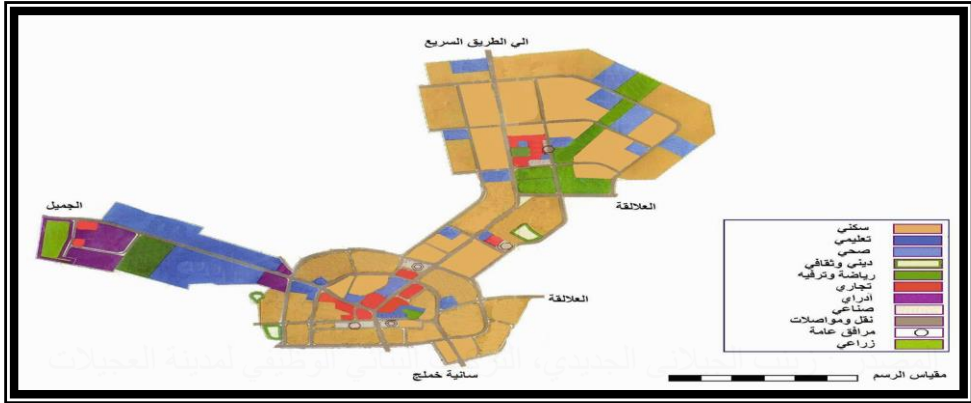 الي الطريق السريع
العلالقة
الجميل
العلالقة
سانية خملج
سكني
تعليمي
صحي
ديني وثقافي
رياضة وترفيه
تجاري
أدراي
صناعي
نقل ومواصلات
مرافق عامة
زراعي
مقياس الرسم